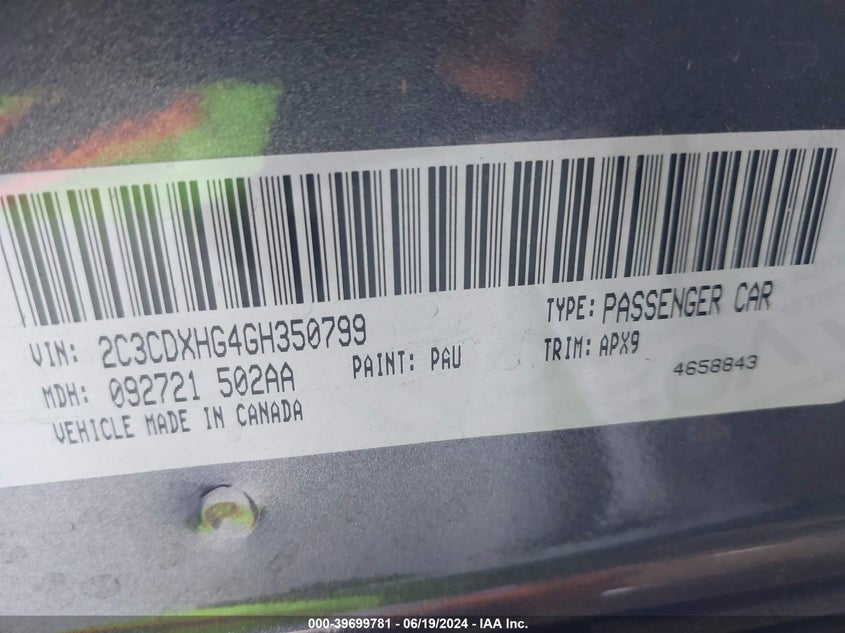 VIN: 2C3CDXHG4GH350799 TYPE: PASSENGER CAR
MDH: 092721 502AA PAINT: PAU TRIM: APX9
VEHICLE MADE IN CANADA 4658843
000-39699781 - 06/19/2024 - IAA Inc.